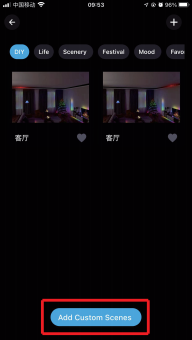 中国移动
09:53
96%
DIY Life Scenery Festival Mood Favo
客厅 客厅
Add Custom Scenes